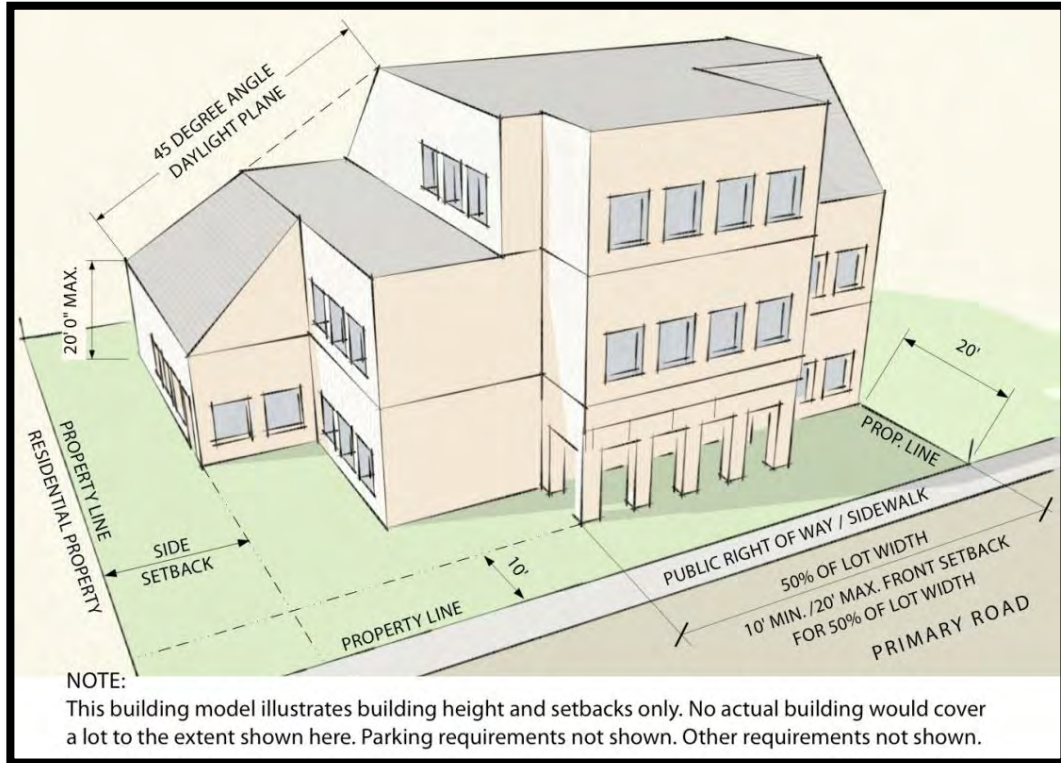 45 DEGREE ANGLE
DAYLIGHT PLANE
20' 0" MAX.
20'
PROP. LINE
PROPERTY LINE
RESIDENTIAL PROPERTY
SIDE
SETBACK
10'
PROPERTY LINE
PUBLIC RIGHT OF WAY / SIDEWALK
50% OF LOT WIDTH
10' MIN. /20' MAX. FRONT SETBACK
FOR 50% OF LOT WIDTH
PRIMARY ROAD
NOTE:
This building model illustrates building height and setbacks only. No actual building would cover
a lot to the extent shown here. Parking requirements not shown. Other requirements not shown.